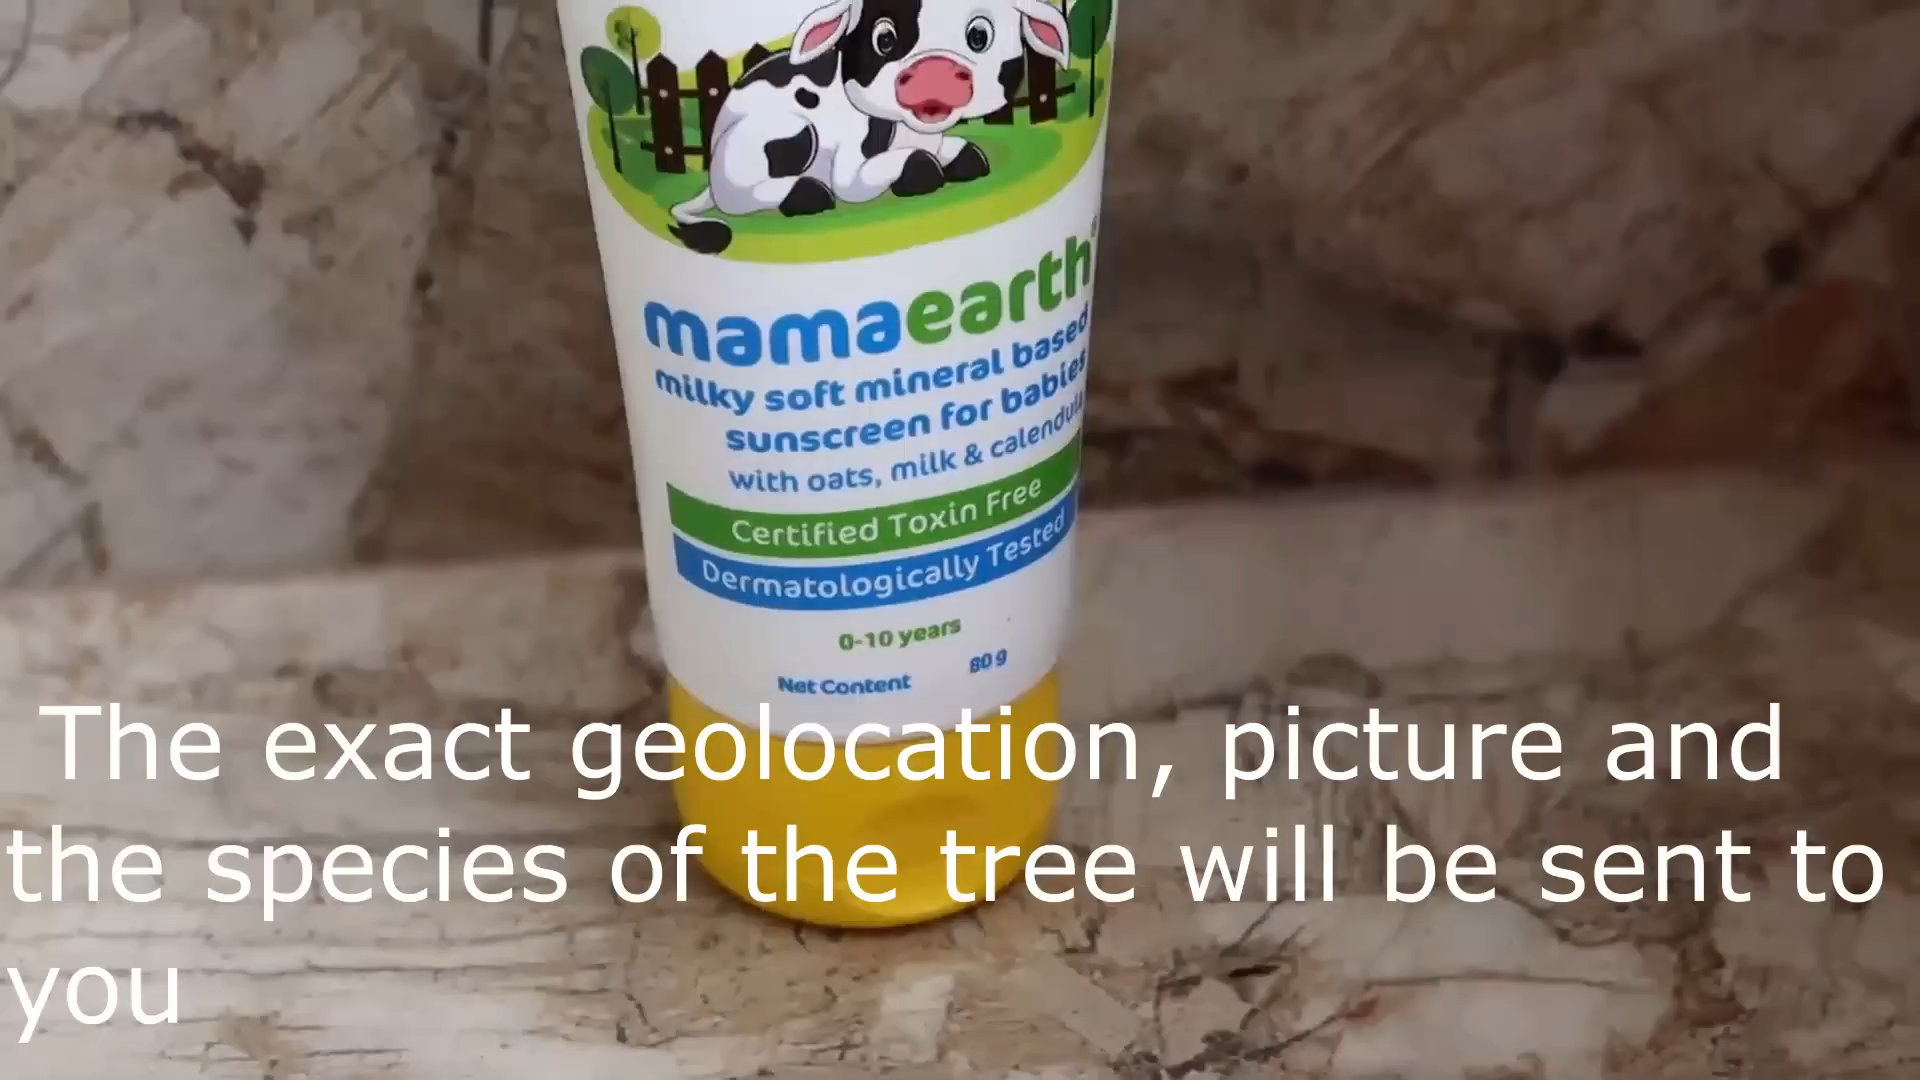 mamaearth
milky soft mineral based
sunscreen for babies
with oats, milk & calendula
Certified Toxin Free
Dermatologically Tested
0-10 years
Net Content 80 g
The exact geolocation, picture and
the species of the tree will be sent to
you